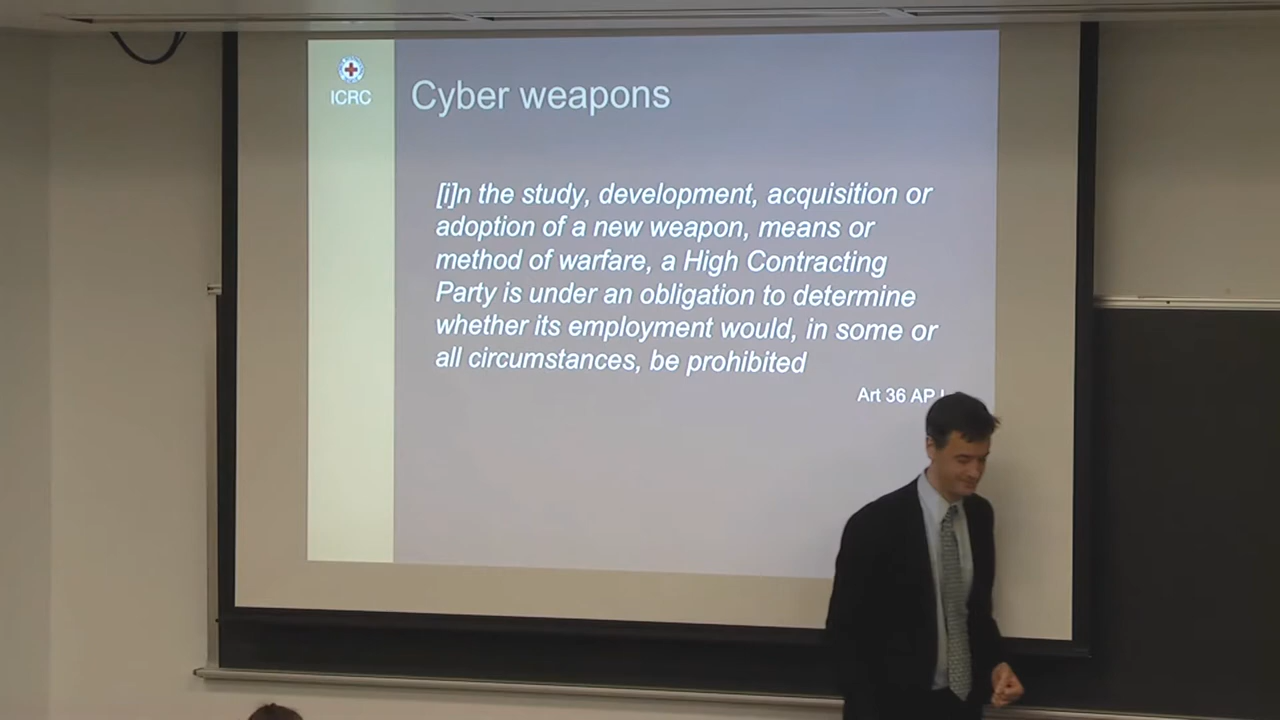 ICRC
Cyber weapons
[i]n the study, development, acquisition or
adoption of a new weapon, means or
method of warfare, a High Contracting
Party is under an obligation to determine
whether its employment would, in some or
all circumstances, be prohibited
Art 36 AP I